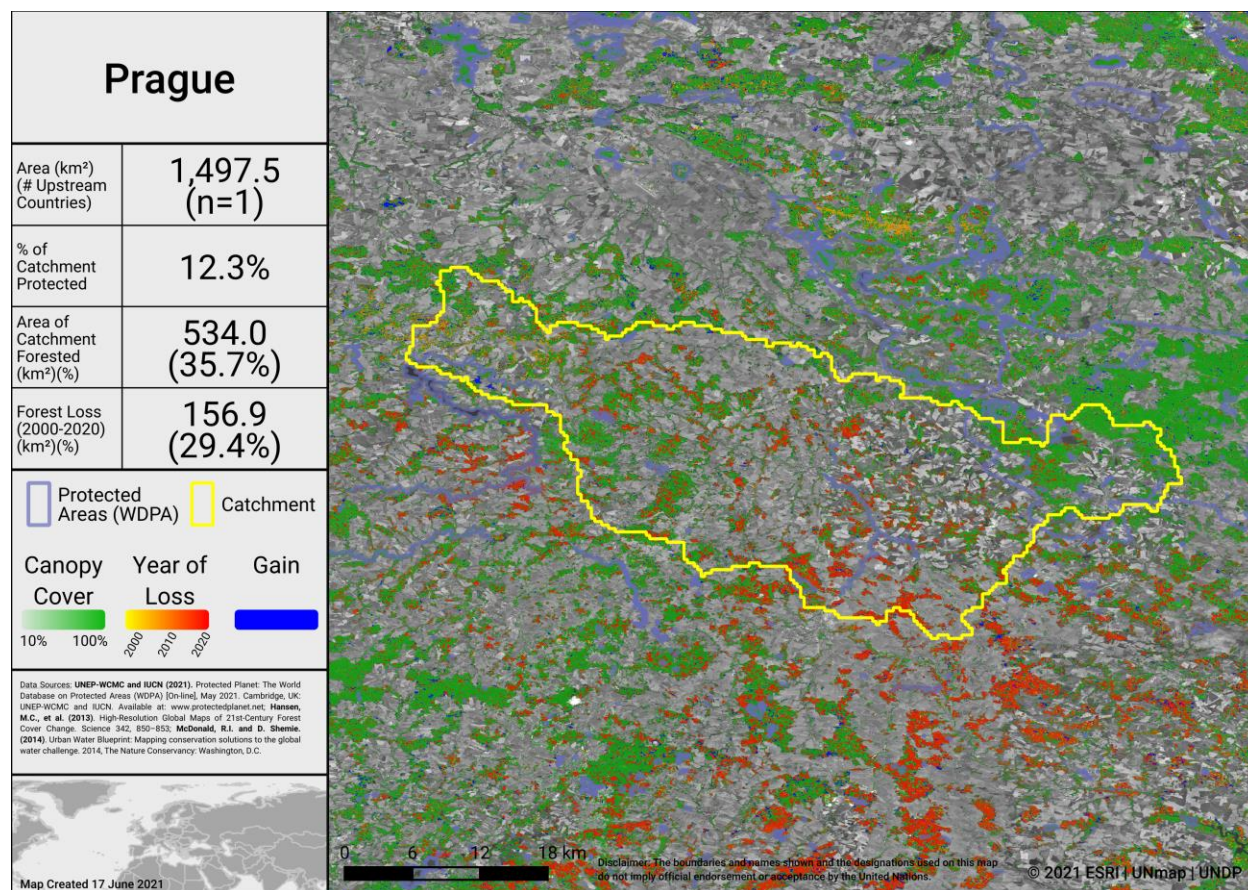 Prague
Area (km²)
(# Upstream
Countries)
1,497.5
(n=1)
% of
Catchment
Protected
12.3%
Area of
Catchment
Forested
(km²)(%)
534.0
(35.7%)
Forest Loss
(2000-2020)
(km²)(%)
156.9
(29.4%)
Protected
Areas (WDPA)
Catchment
Canopy
Cover
10% 100%
Year of
Loss
2000 2010 2020
Gain
Data Sources: UNEP-WCMC and IUCN (2021). Protected Planet: The World
Database on Protected Areas (WDPA) [On-line], May 2021. Cambridge, UK:
UNEP-WCMC and IUCN. Available at: www.protectedplanet.net; Hansen,
M.C., et al. (2013). High-Resolution Global Maps of 21st-Century Forest
Cover Change. Science 342, 850–853; McDonald, R.I. and D. Shemie.
(2014). Urban Water Blueprint: Mapping conservation solutions to the global
water challenge. 2014, The Nature Conservancy: Washington, D.C.
Map Created 17 June 2021
0 6 12 18 km
Disclaimer: The boundaries and names shown and the designations used on this map
do not imply official endorsement or acceptance by the United Nations.
© 2021 ESRI | UNmap | UNDP